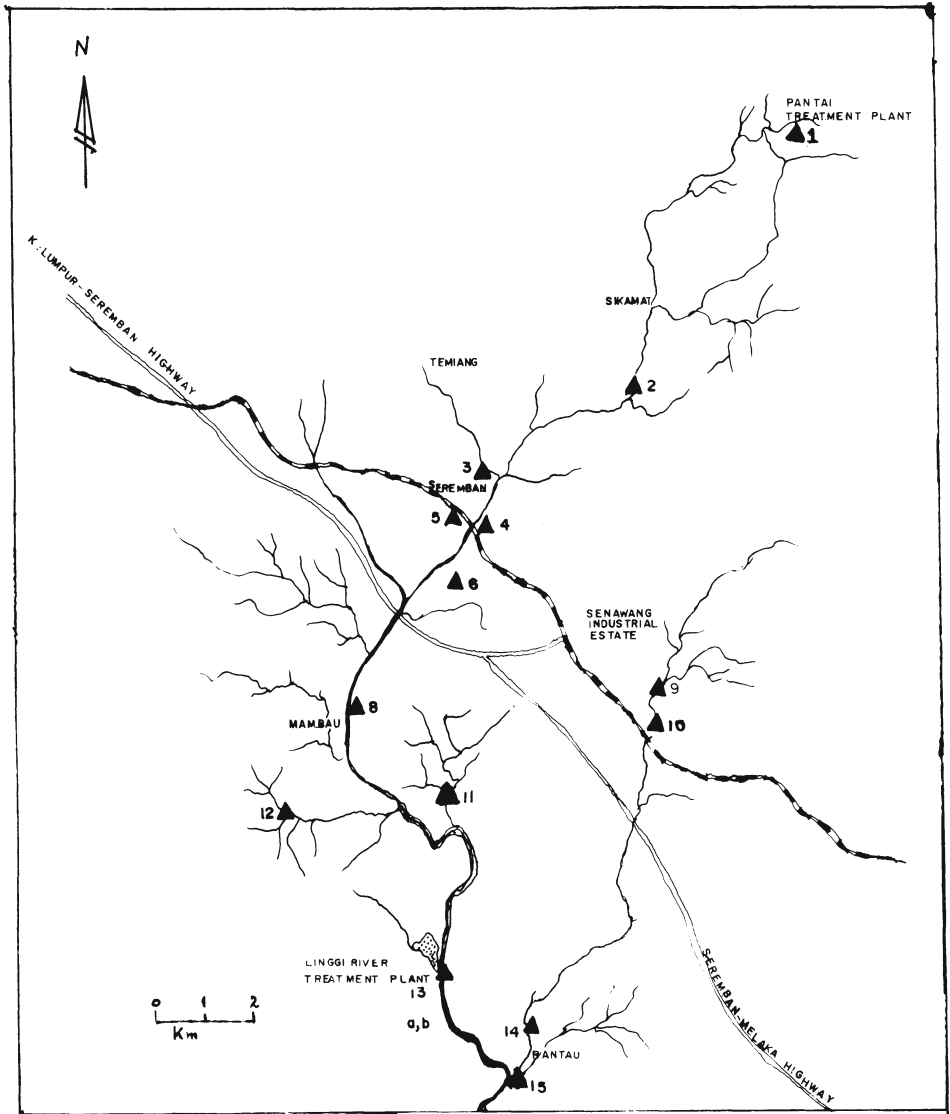 N
PANTAI
TREATMENT PLANT
1
K:LUMPUR-SEREMBAN HIGHWAY
SIKAMAT
TEMIANG
2
3
SEREMBAN
5
4
6
SENAWANG
INDUSTRIAL
ESTATE
9
8
MAMBAU
10
11
12
LINGGI RIVER
TREATMENT PLANT
13
a,b
0 1 2
Km
14
RANTAU
15
SEREMBAN-MELAKA HIGHWAY